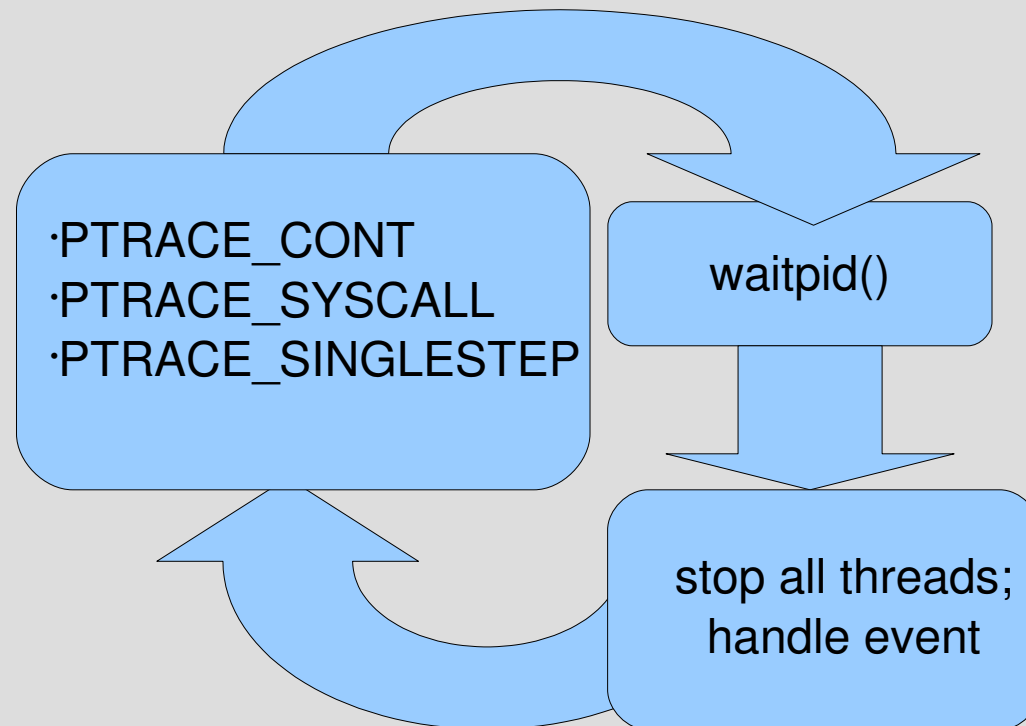 ·PTRACE_CONT
·PTRACE_SYSCALL
·PTRACE_SINGLESTEP
waitpid()
stop all threads;
handle event